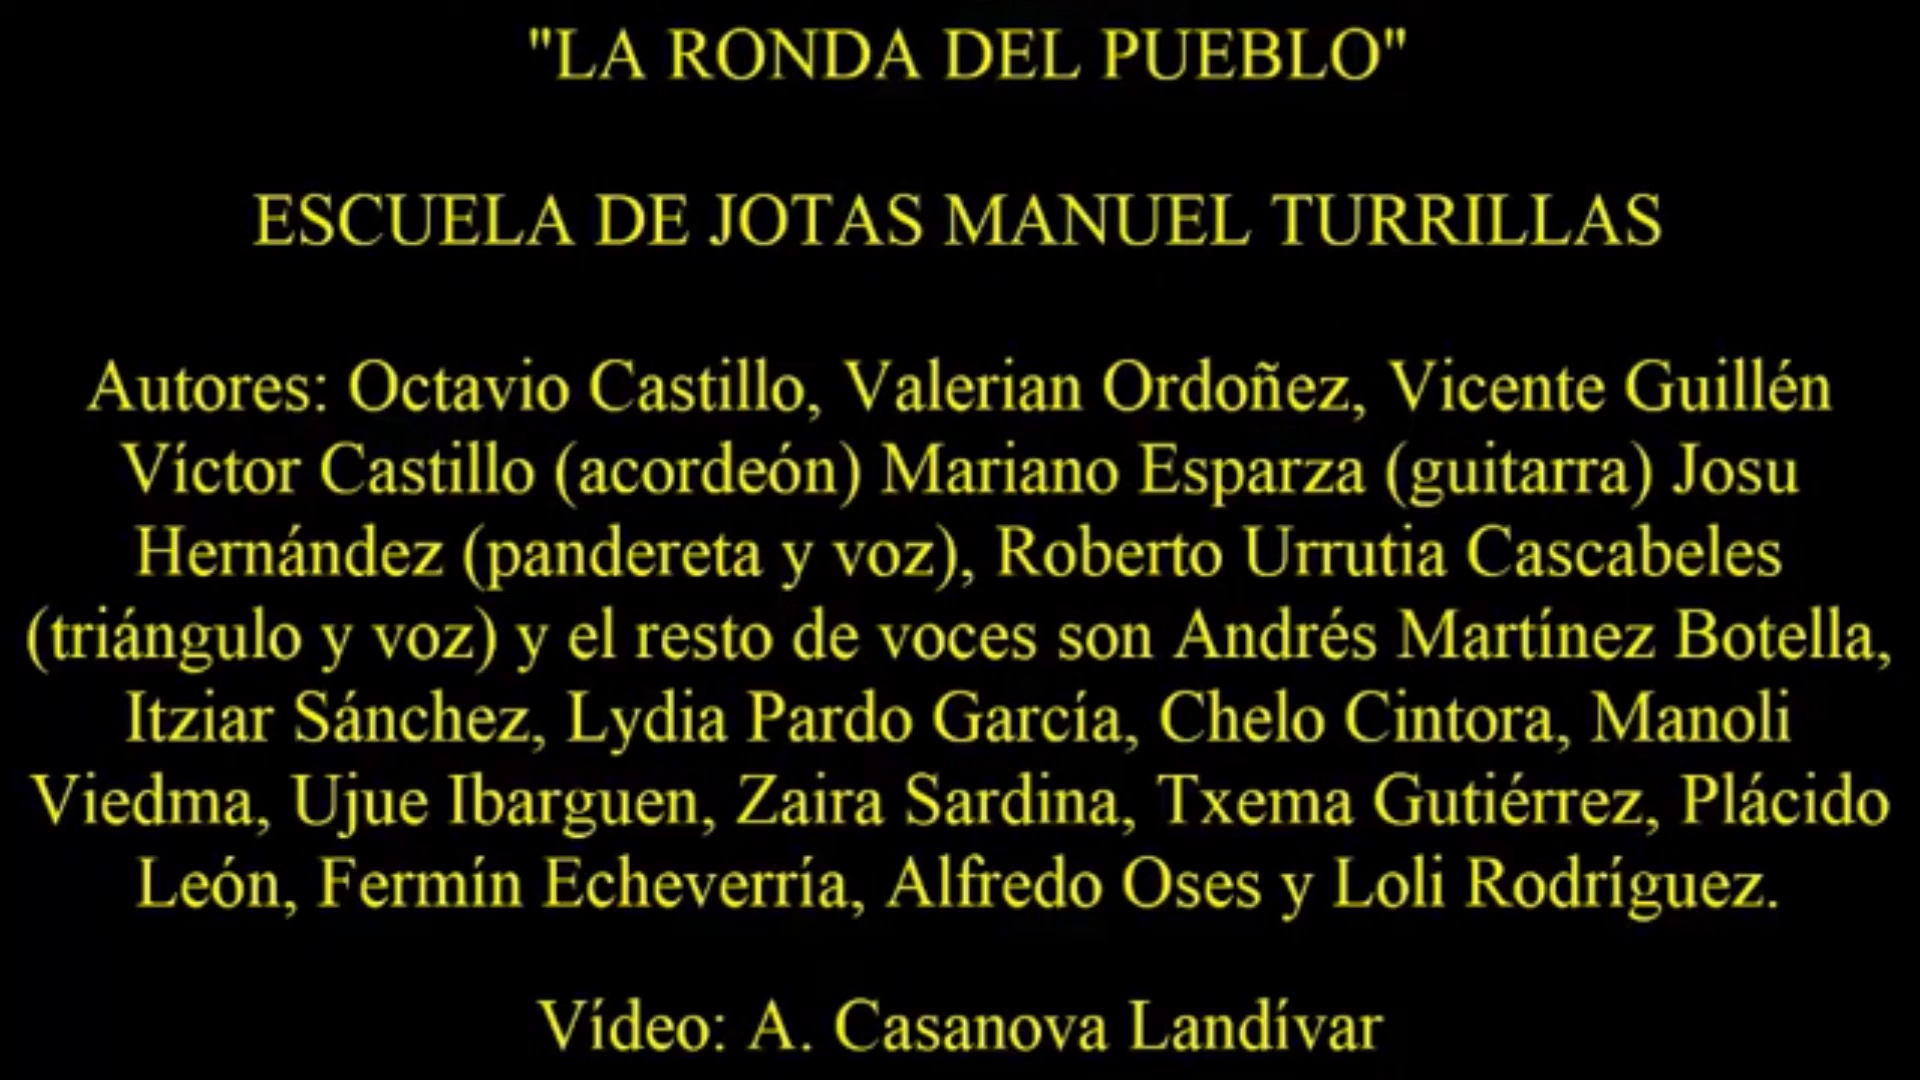 "LA RONDA DEL PUEBLO"
ESCUELA DE JOTAS MANUEL TURRILLAS
Autores: Octavio Castillo, Valerian Ordoñez, Vicente Guillén
Víctor Castillo (acordeón) Mariano Esparza (guitarra) Josu
Hernández (pandereta y voz), Roberto Urrutia Cascabeles
(triángulo y voz) y el resto de voces son Andrés Martínez Botella,
Itziar Sánchez, Lydia Pardo García, Chelo Cintora, Manoli
Viedma, Ujue Ibarguen, Zaira Sardina, Txema Gutiérrez, Plácido
León, Fermín Echeverría, Alfredo Oses y Loli Rodríguez.
Vídeo: A. Casanova Landívar